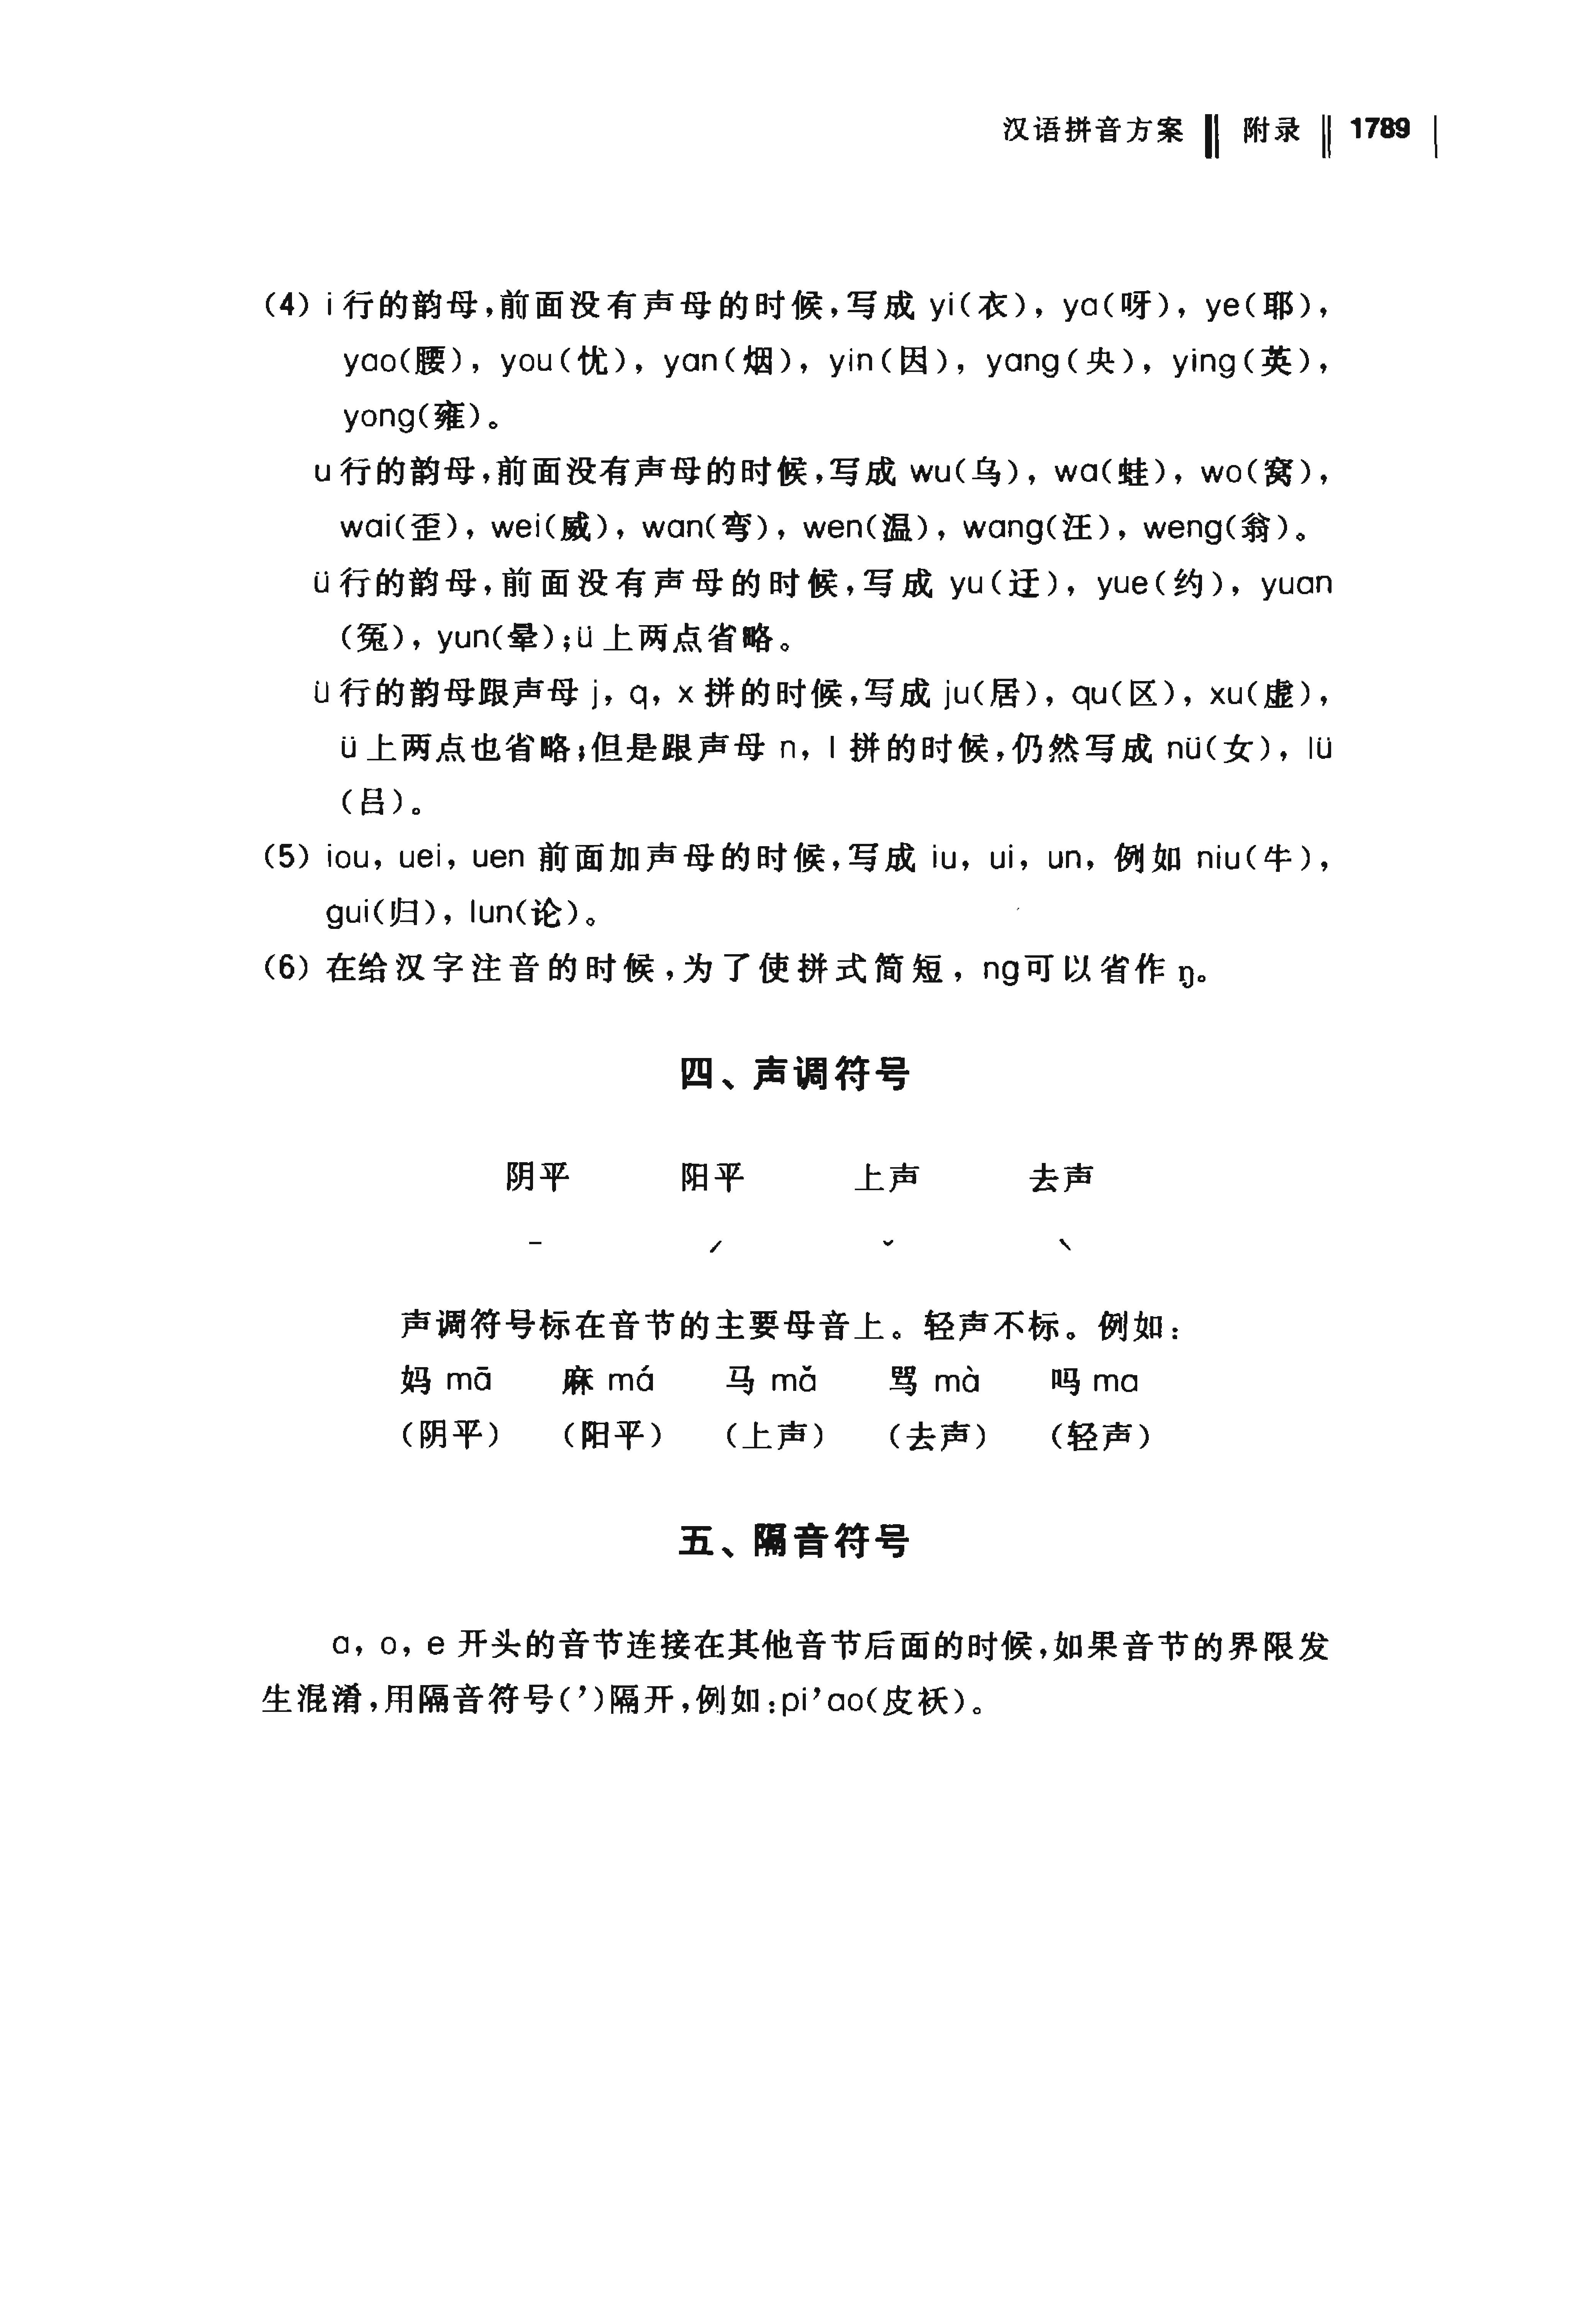 汉语拼音方案 附录 1789
(4) i行的韵母,前面没有声母的时候,写成 yi(衣), ya(呀), ye(耶),
yao(腰), you(忧), yan(烟), yin(因), yang(央), ying(英),
yong(雍)。
u行的韵母,前面没有声母的时候,写成 wu(乌), wa(蛙), wo(窝),
wai(歪), wei(威), wan(弯), wen(温), wang(汪), weng(翁)。
ü行的韵母,前面没有声母的时候,写成 yu(迂), yue(约), yuan
(冤), yun(晕);ü上两点省略。
ü行的韵母跟声母 j, q, x 拼的时候,写成 ju(居), qu(区), xu(虚),
ü上两点也省略;但是跟声母 n, l 拼的时候,仍然写成 nü(女), lü
(吕)。
(5) iou, uei, uen 前面加声母的时候,写成 iu, ui, un, 例如 niu(牛),
gui(归), lun(论)。
(6) 在给汉字注音的时候,为了使拼式简短, ng可以省作 ŋ。
四、声调符号
阴平 阳平 上声 去声
ˉ ˊ ˇ ˋ
声调符号标在音节的主要母音上。轻声不标。例如:
妈 mā 麻 má 马 mǎ 骂 mà 吗 ma
(阴平) (阳平) (上声) (去声) (轻声)
五、隔音符号
a, o, e 开头的音节连接在其他音节后面的时候,如果音节的界限发
生混淆,用隔音符号(’)隔开,例如:pi’ao(皮袄)。